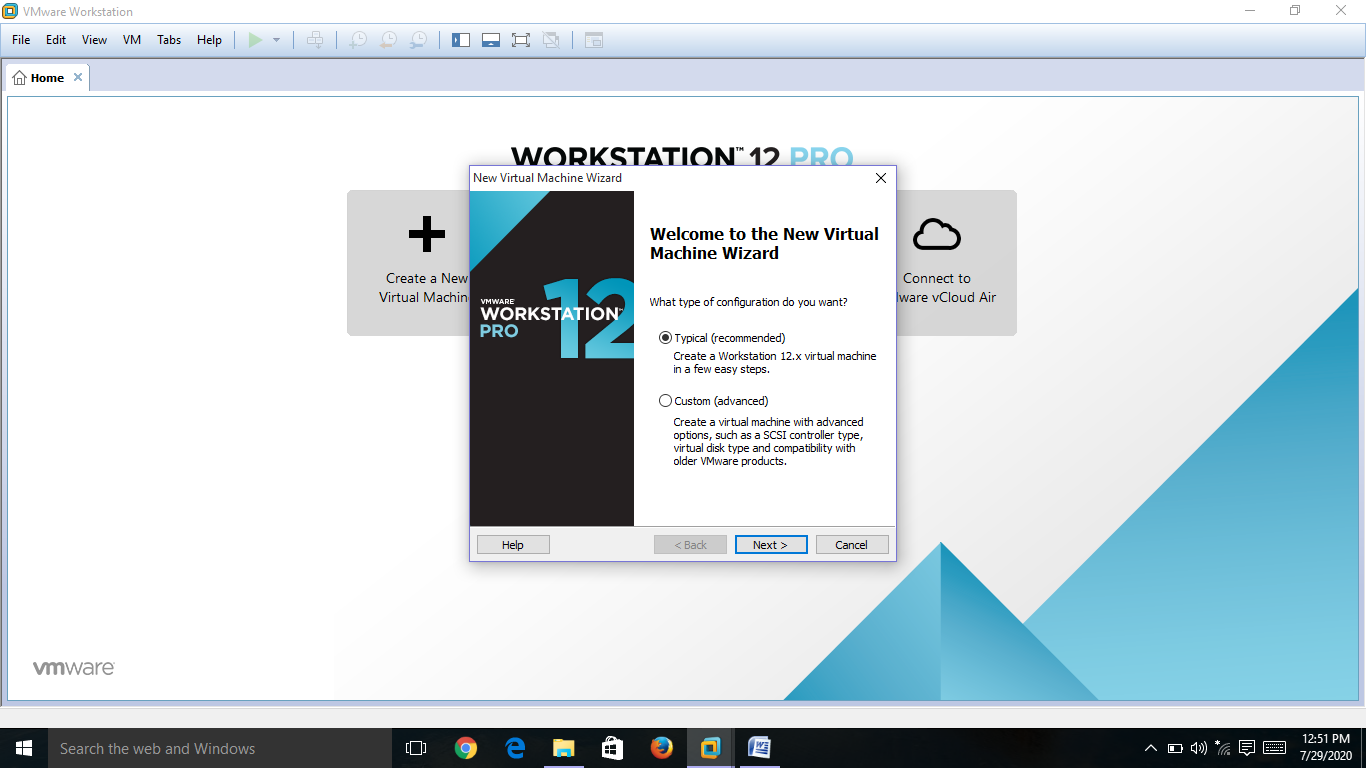 VMware Workstation
File Edit View VM Tabs Help
Home
WORKSTATION™ 12 PRO
New Virtual Machine Wizard
Create a New
Virtual Machin
VMWARE
WORKSTATION™
PRO
12
Welcome to the New Virtual
Machine Wizard
What type of configuration do you want?
Typical (recommended)
Create a Workstation 12.x virtual machine
in a few easy steps.
Custom (advanced)
Create a virtual machine with advanced
options, such as a SCSI controller type,
virtual disk type and compatibility with
older VMware products.
Help < Back Next > Cancel
Connect to
ware vCloud Air
vmware
Search the web and Windows
12:51 PM
7/29/2020